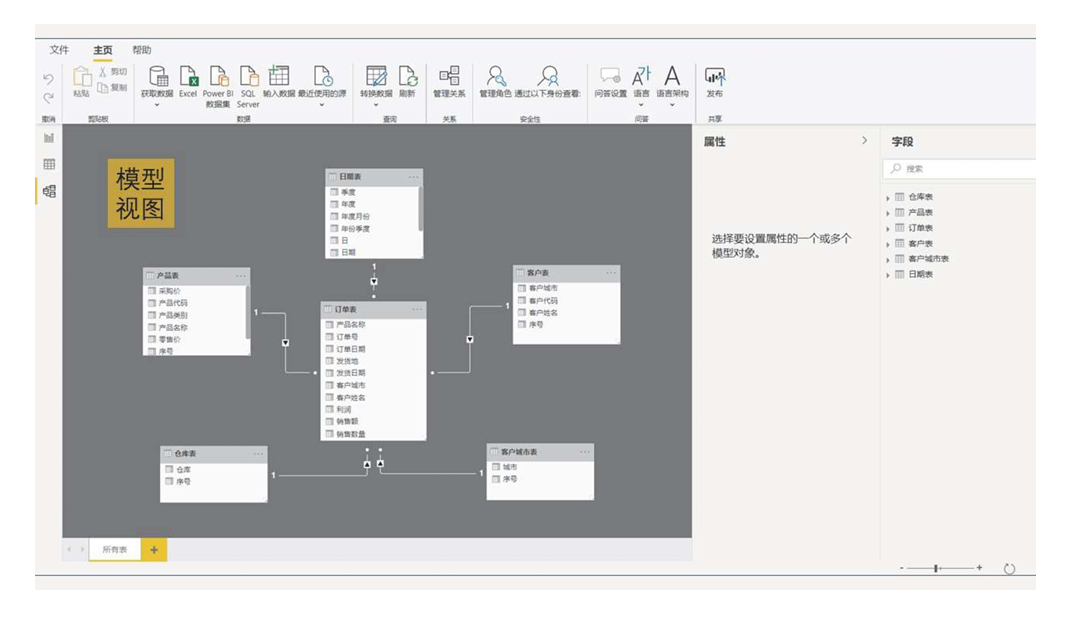 文件 主页 帮助
剪切
复制
粘贴 获取数据 Excel Power BI 数据集 SQL Server 输入数据 最近使用的源 转换数据 刷新 管理关系 管理角色 通过以下身份查看: 问答设置 语言 语言架构 发布
撤消 剪贴板 数据 查询 关系 安全性 问答 共享
模型
视图
日期表 ···
季度
年度
年度月份
年份季度
日
日期
1
产品表 ···
采购价
产品代码
产品类别
产品名称
零售价
序号
1
订单表 ···
产品名称
订单号
订单日期
发货地
发货日期
客户城市
客户姓名
利润
销售额
销售数量
客户表 ···
客户城市
客户代码
客户姓名
序号
1
仓库表 ···
仓库
序号
1
客户城市表 ···
城市
序号
1
所有表 +
属性 >
选择要设置属性的一个或多个
模型对象。
字段
搜索
仓库表
产品表
订单表
客户表
客户城市表
日期表
- +